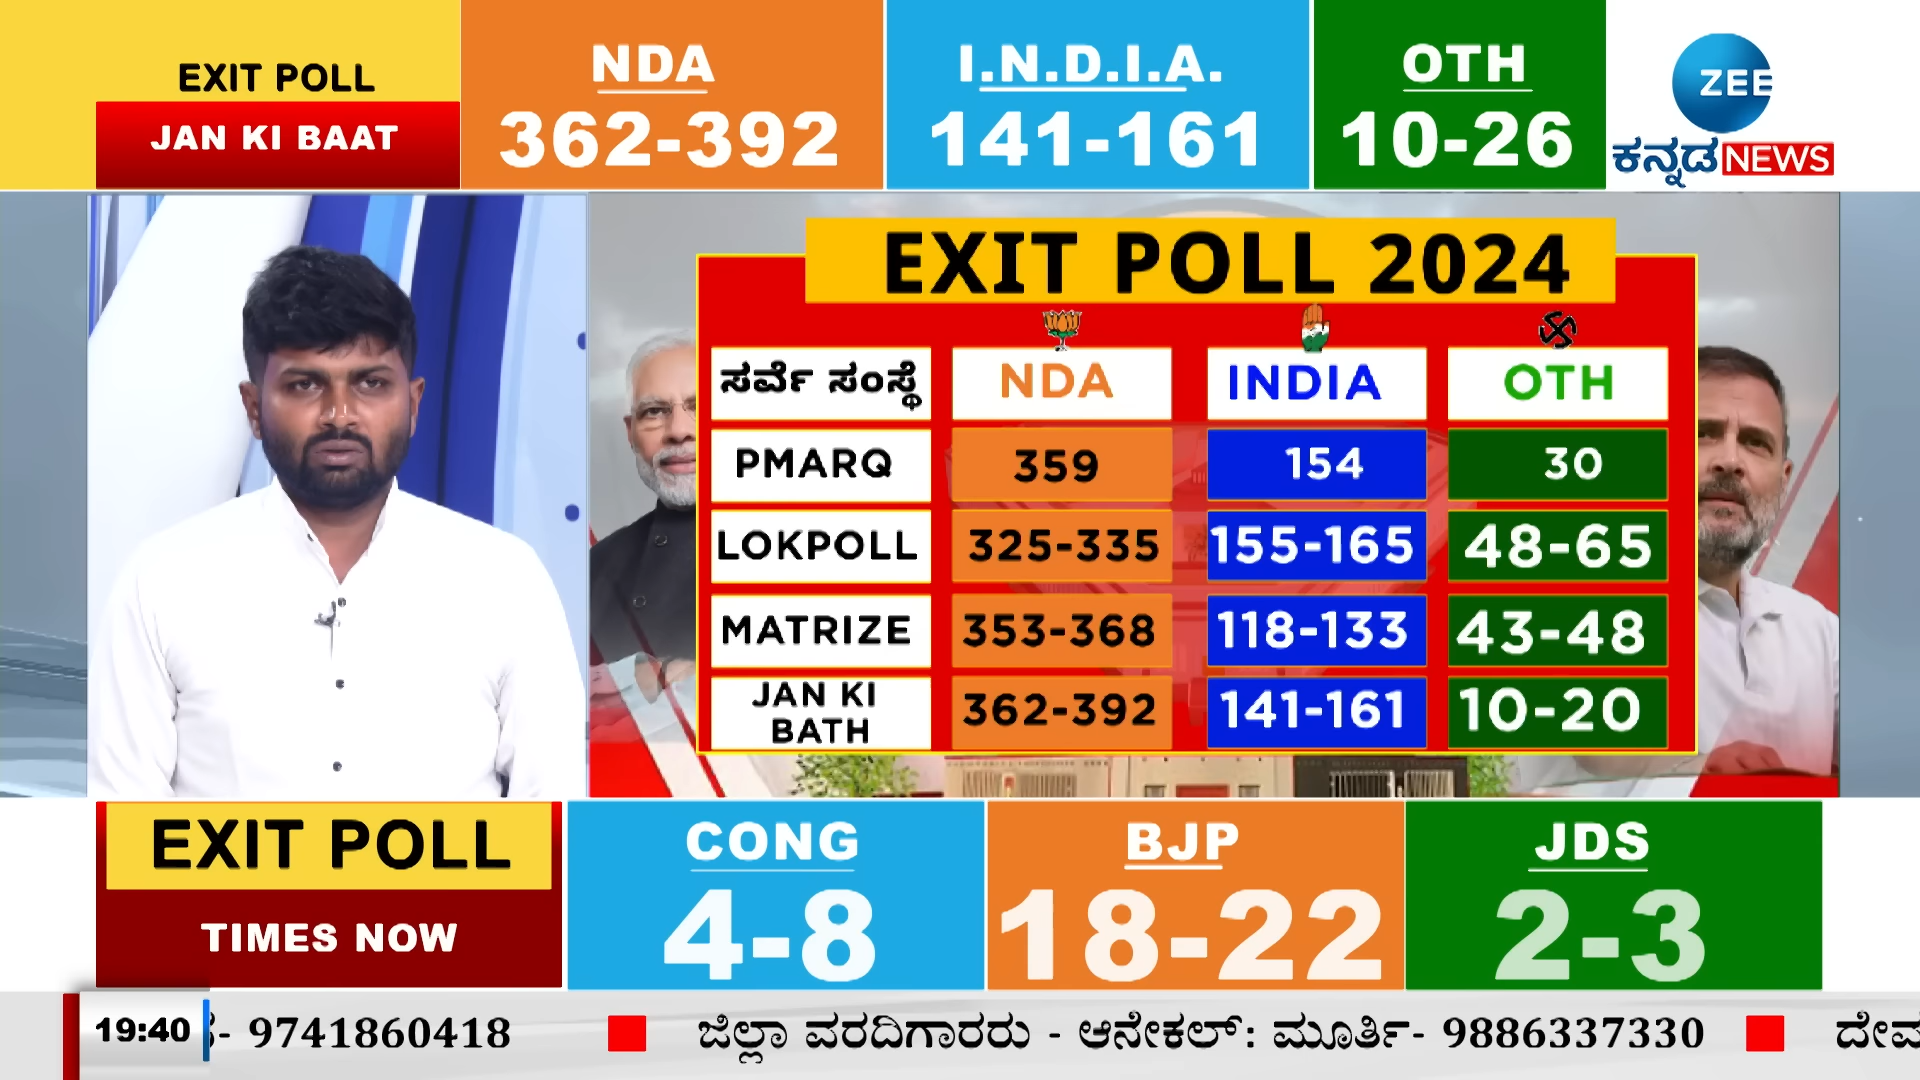 EXIT POLL
JAN KI BAAT
NDA
362-392
I.N.D.I.A.
141-161
OTH
10-26
ZEE
ಕನ್ನಡ NEWS
EXIT POLL 2024
ಸರ್ವೆ ಸಂಸ್ಥೆ NDA INDIA OTH
PMARQ 359 154 30
LOKPOLL 325-335 155-165 48-65
MATRIZE 353-368 118-133 43-48
JAN KI
BATH 362-392 141-161 10-20
EXIT POLL
TIMES NOW
CONG
4-8
BJP
18-22
JDS
2-3
19:40 - 9741860418 ಜಿಲ್ಲಾ ವರದಿಗಾರರು - ಆನೇಕಲ್: ಮೂರ್ತಿ- 9886337330